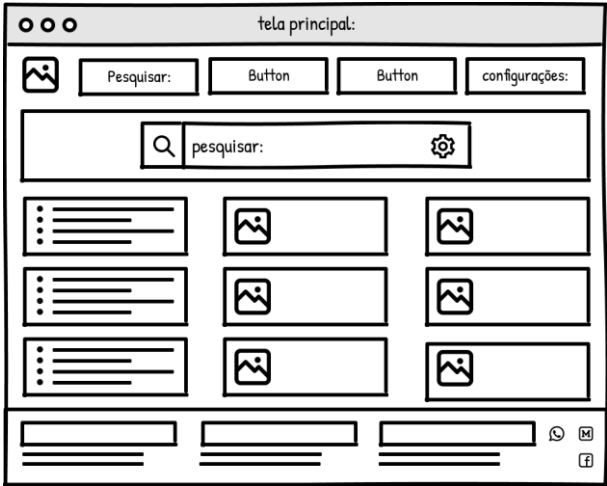 tela principal:
Pesquisar:
Button
Button
configurações:
pesquisar:
M
f